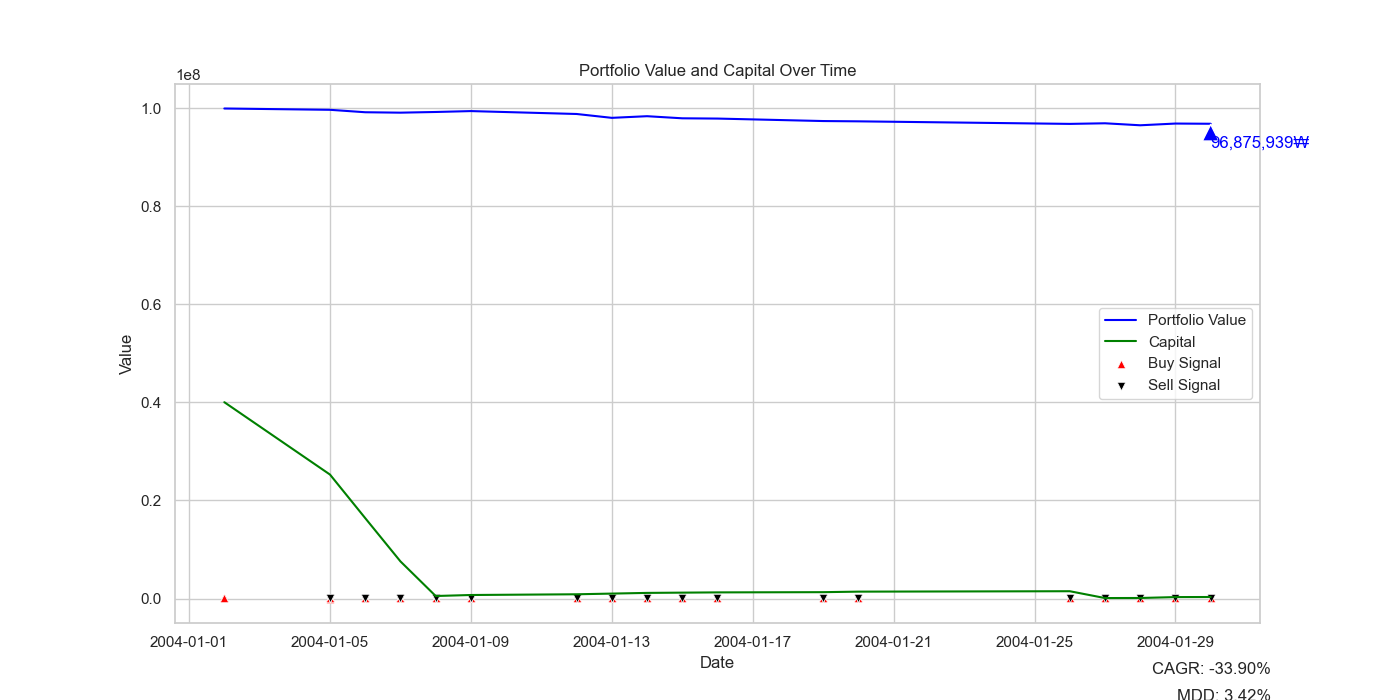 Portfolio Value and Capital Over Time
1e8
1.0
0.8
0.6
0.4
0.2
0.0
Value
96,875,939₩
Portfolio Value
Capital
Buy Signal
Sell Signal
2004-01-01 2004-01-05 2004-01-09 2004-01-13 2004-01-17 2004-01-21 2004-01-25 2004-01-29
Date
CAGR: -33.90%
MDD: 3.42%